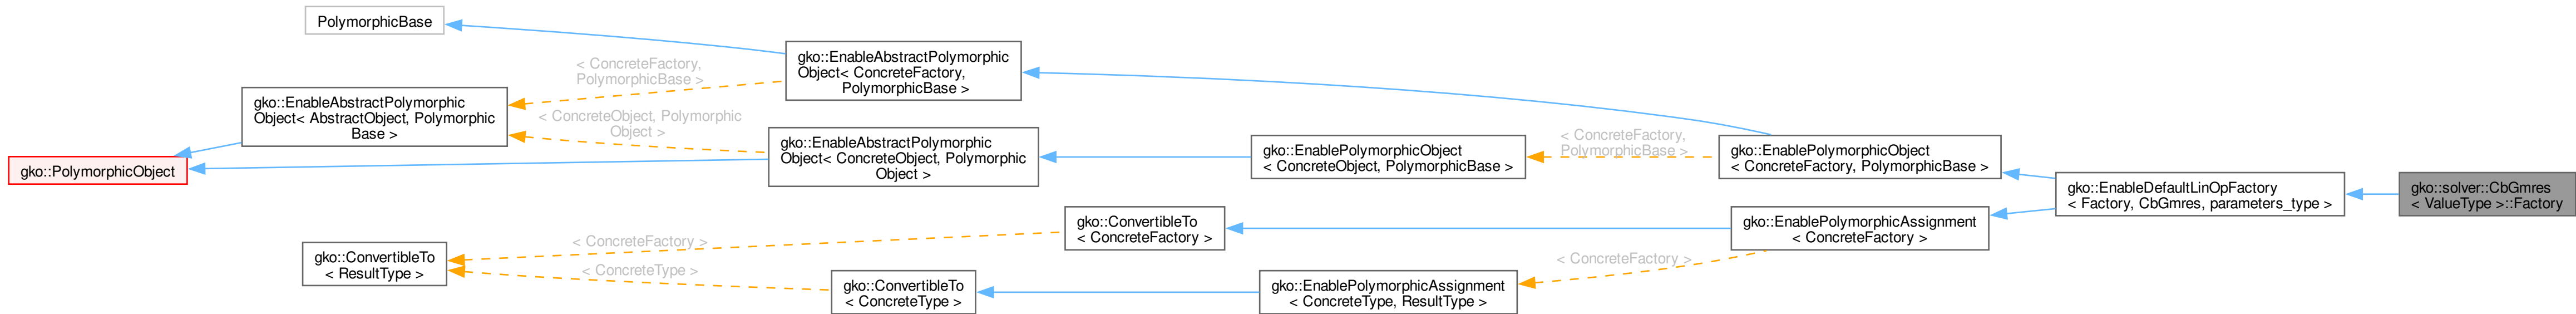 PolymorphicBase
gko::EnableAbstractPolymorphic
Object< ConcreteFactory,
PolymorphicBase >
< ConcreteFactory,
PolymorphicBase >
gko::EnableAbstractPolymorphic
Object< AbstractObject, Polymorphic
Base >
< ConcreteObject, Polymorphic
Object >
gko::EnableAbstractPolymorphic
Object< ConcreteObject, Polymorphic
Object >
gko::PolymorphicObject
gko::EnablePolymorphicObject
< ConcreteObject, PolymorphicBase >
< ConcreteFactory,
PolymorphicBase >
gko::EnablePolymorphicObject
< ConcreteFactory, PolymorphicBase >
gko::EnableDefaultLinOpFactory
< Factory, CbGmres, parameters_type >
gko::solver::CbGmres
< ValueType >::Factory
gko::ConvertibleTo
< ConcreteFactory >
gko::EnablePolymorphicAssignment
< ConcreteFactory >
< ConcreteFactory >
gko::ConvertibleTo
< ResultType >
< ConcreteType >
gko::ConvertibleTo
< ConcreteType >
gko::EnablePolymorphicAssignment
< ConcreteType, ResultType >
< ConcreteFactory >